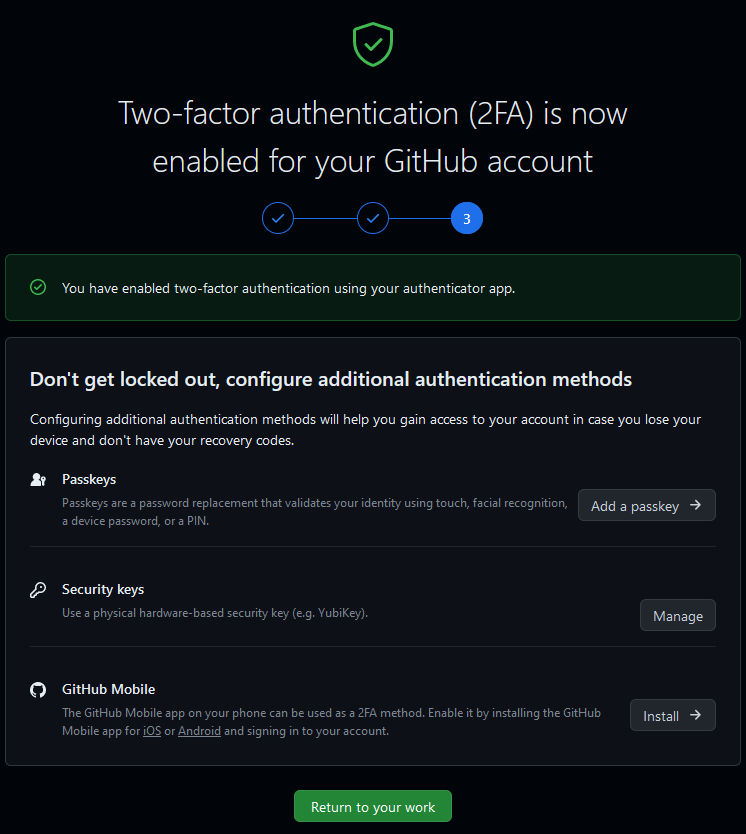 Two-factor authentication (2FA) is now
enabled for your GitHub account
3
You have enabled two-factor authentication using your authenticator app.
Don't get locked out, configure additional authentication methods
Configuring additional authentication methods will help you gain access to your account in case you lose your
device and don't have your recovery codes.
Passkeys
Passkeys are a password replacement that validates your identity using touch, facial recognition,
a device password, or a PIN.
Add a passkey
Security keys
Use a physical hardware-based security key (e.g. YubiKey).
Manage
GitHub Mobile
The GitHub Mobile app on your phone can be used as a 2FA method. Enable it by installing the GitHub
Mobile app for iOS or Android and signing in to your account.
Install
Return to your work